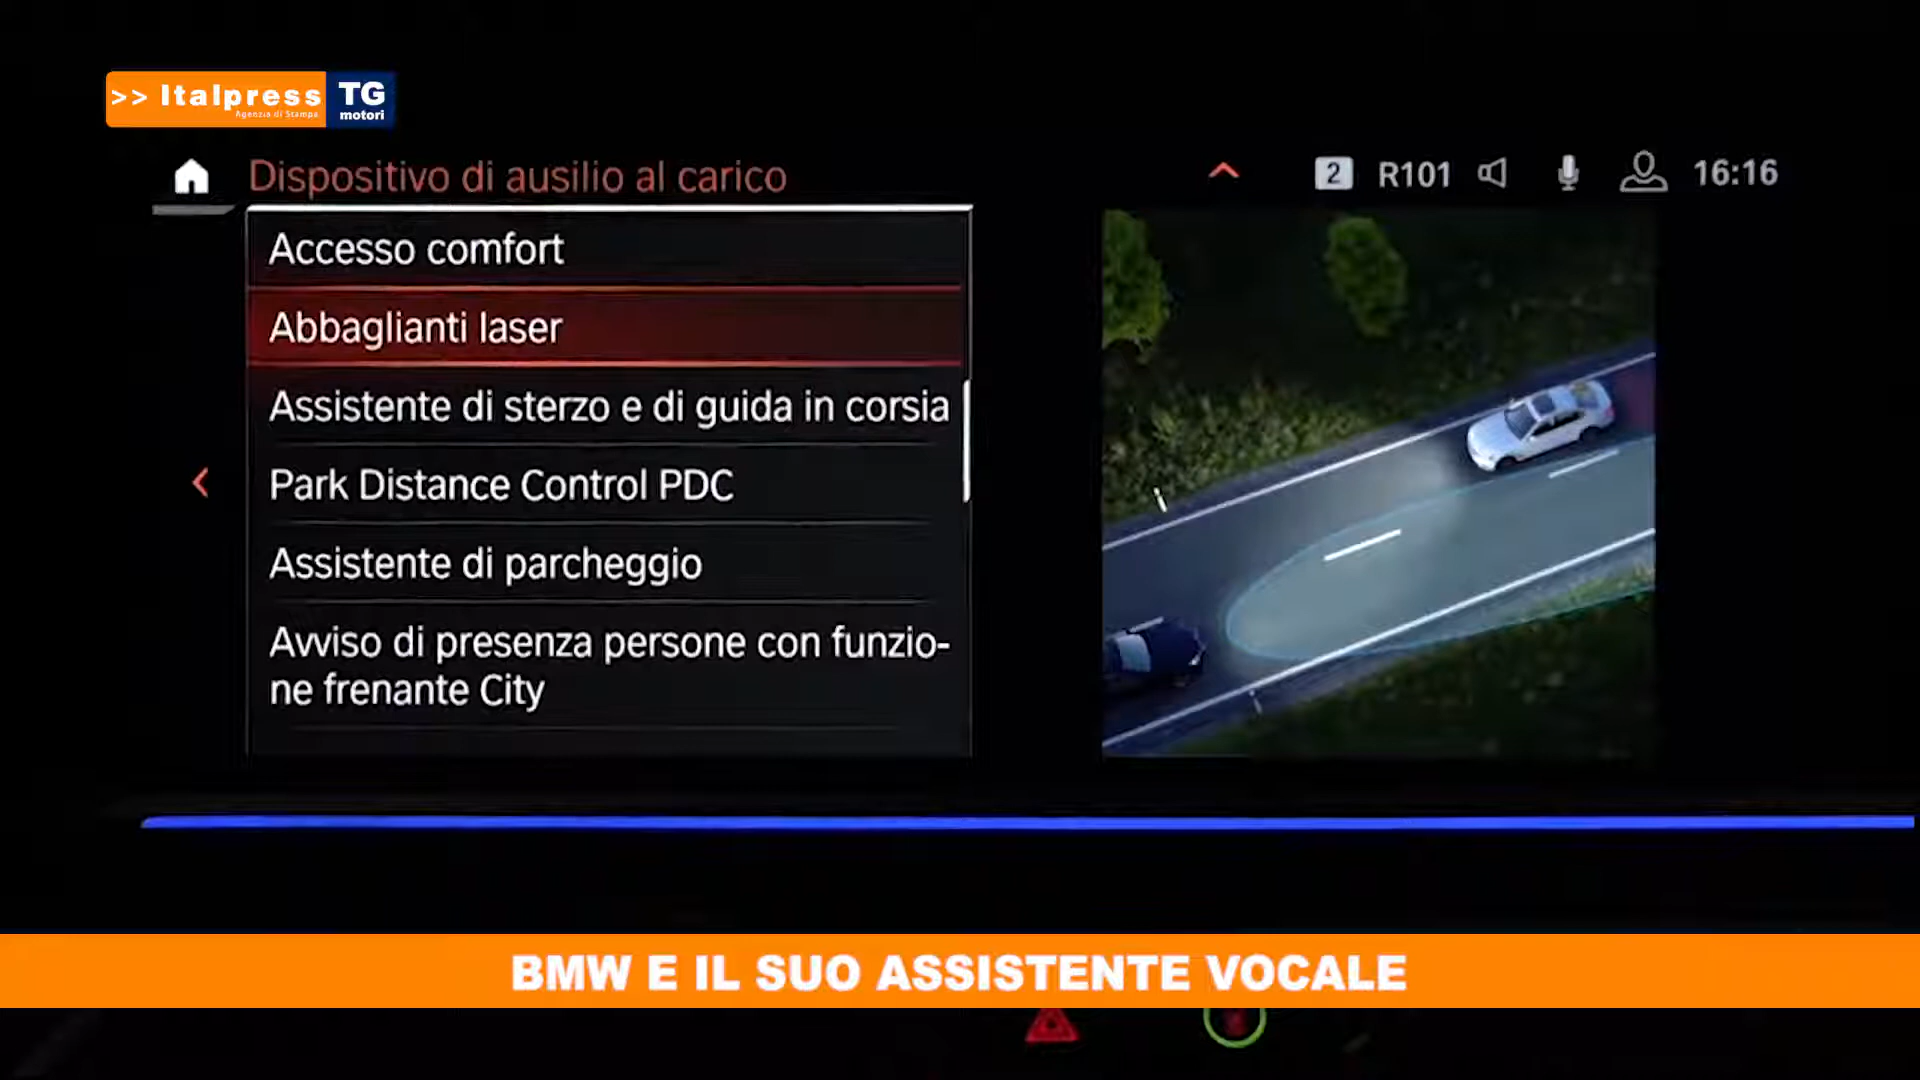 >> Italpress
Agenzia di Stampa
TG
motori
Dispositivo di ausilio al carico
2 R101 16:16
Accesso comfort
Abbaglianti laser
Assistente di sterzo e di guida in corsia
Park Distance Control PDC
Assistente di parcheggio
Avviso di presenza persone con funzio-
ne frenante City
BMW E IL SUO ASSISTENTE VOCALE